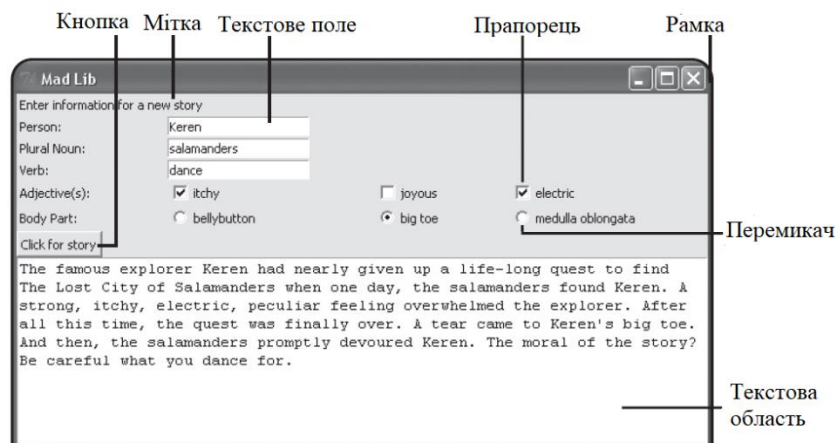 Кнопка Мітка Текстове поле Прапорець Рамка
Mad Lib
Enter information for a new story
Person: Keren
Plural Noun: salamanders
Verb: dance
Adjective(s): itchy joyous electric
Body Part: bellybutton big toe medulla oblongata
Перемикач
Click for story
The famous explorer Keren had nearly given up a life-long quest to find
The Lost City of Salamanders when one day, the salamanders found Keren. A
strong, itchy, electric, peculiar feeling overwhelmed the explorer. After
all this time, the quest was finally over. A tear came to Keren's big toe.
And then, the salamanders promptly devoured Keren. The moral of the story?
Be careful what you dance for.
Текстова
область